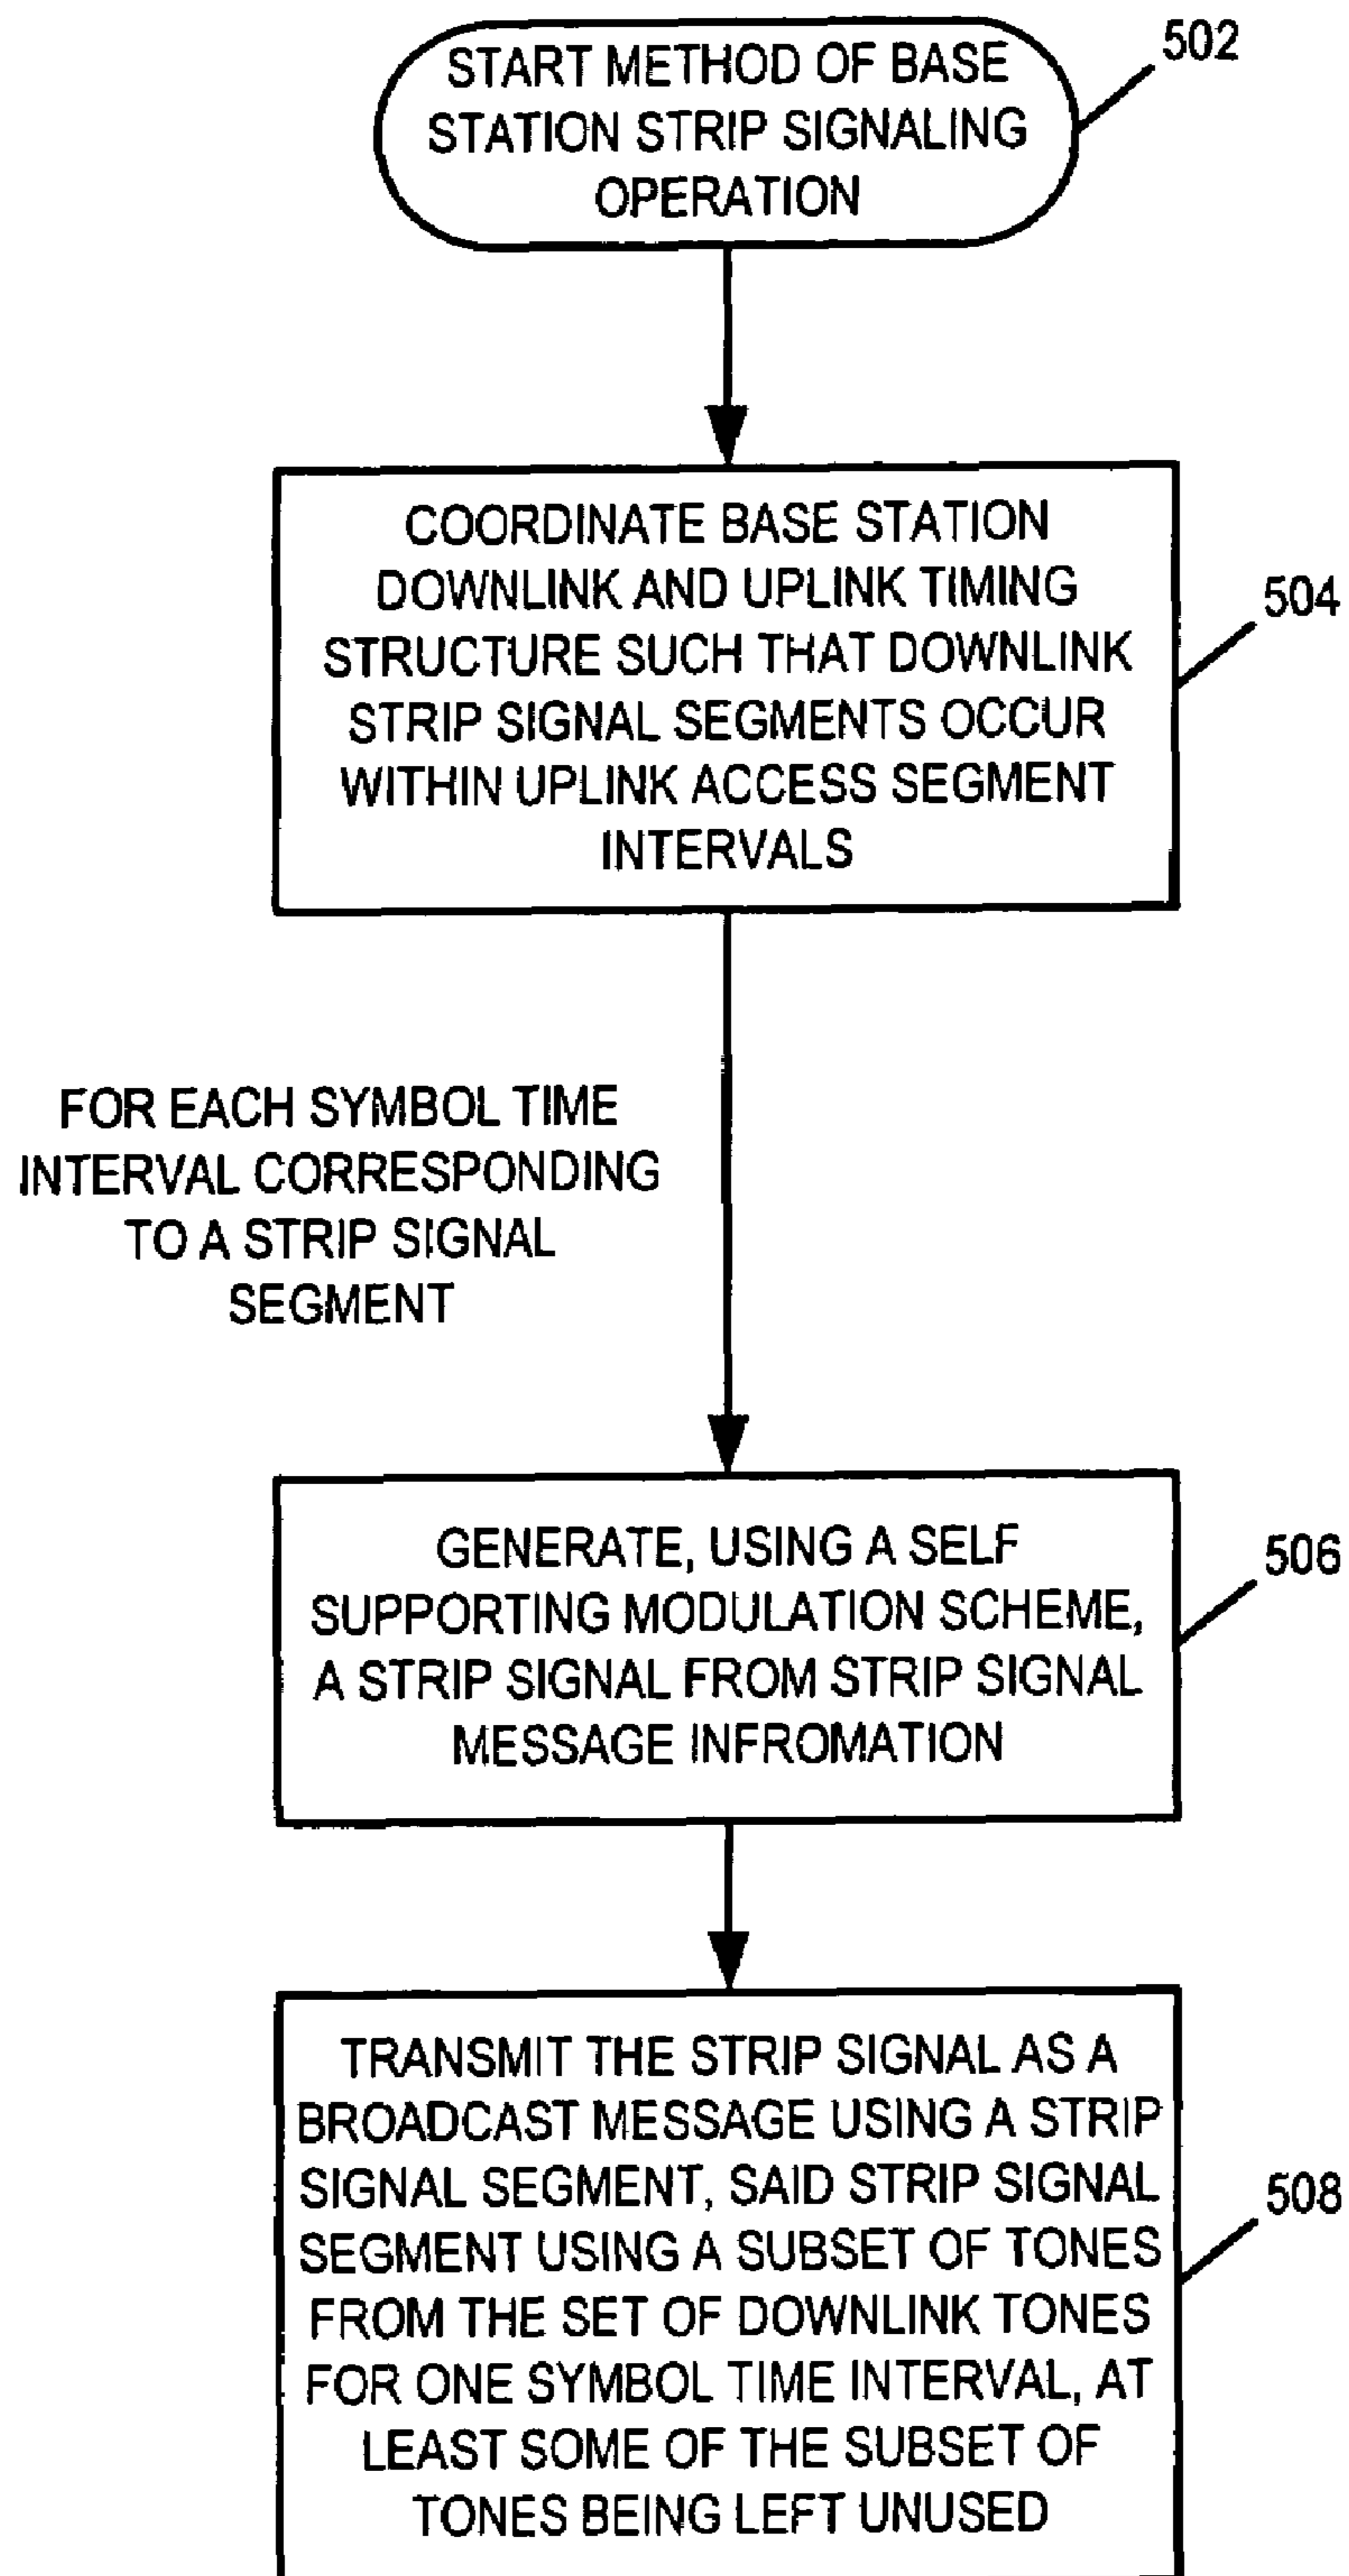 START METHOD OF BASE
STATION STRIP SIGNALING
OPERATION
502
COORDINATE BASE STATION
DOWNLINK AND UPLINK TIMING
STRUCTURE SUCH THAT DOWNLINK
STRIP SIGNAL SEGMENTS OCCUR
WITHIN UPLINK ACCESS SEGMENT
INTERVALS
504
FOR EACH SYMBOL TIME
INTERVAL CORRESPONDING
TO A STRIP SIGNAL
SEGMENT
GENERATE, USING A SELF
SUPPORTING MODULATION SCHEME,
A STRIP SIGNAL FROM STRIP SIGNAL
MESSAGE INFROMATION
506
TRANSMIT THE STRIP SIGNAL AS A
BROADCAST MESSAGE USING A STRIP
SIGNAL SEGMENT, SAID STRIP SIGNAL
SEGMENT USING A SUBSET OF TONES
FROM THE SET OF DOWNLINK TONES
FOR ONE SYMBOL TIME INTERVAL, AT
LEAST SOME OF THE SUBSET OF
TONES BEING LEFT UNUSED
508